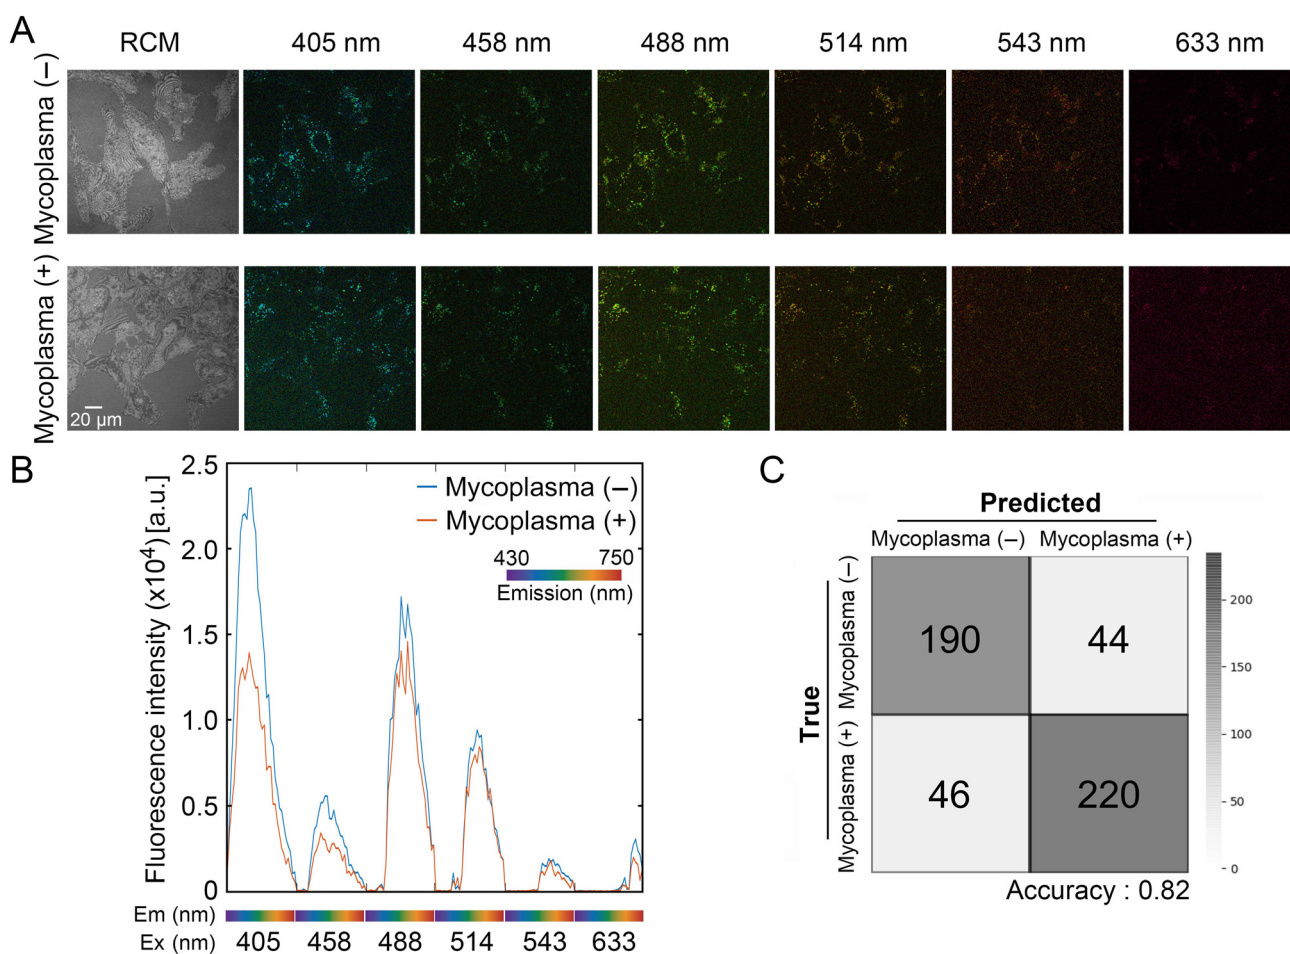 A
RCM 405 nm 458 nm 488 nm 514 nm 543 nm 633 nm
Mycoplasma (–)
Mycoplasma (+)
20 µm
B
Fluorescence intensity (x10⁴)[a.u.]
2.5
2.0
1.5
1.0
0.5
0
Mycoplasma (–)
Mycoplasma (+)
430 750
Emission (nm)
Em (nm)
Ex (nm) 405 458 488 514 543 633
C
Predicted
Mycoplasma (–) Mycoplasma (+)
True
Mycoplasma (–)
Mycoplasma (+)
190 44
46 220
200
150
100
50
0
Accuracy : 0.82